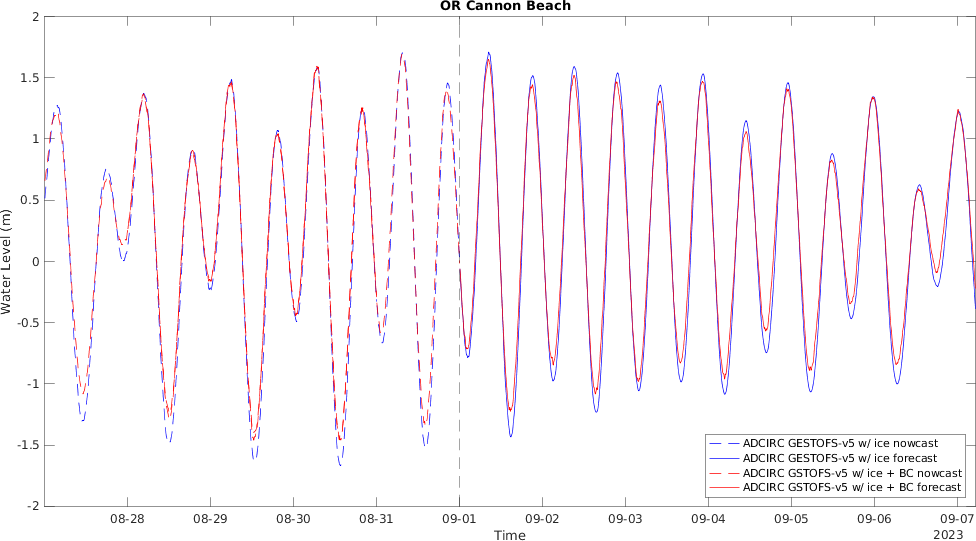 OR Cannon Beach
2
1.5
1
0.5
0
-0.5
-1
-1.5
-2
Water Level (m)
08-28 08-29 08-30 08-31 09-01 09-02 09-03 09-04 09-05 09-06 09-07
Time
2023
ADCIRC GESTOFS-v5 w/ ice nowcast
ADCIRC GESTOFS-v5 w/ ice forecast
ADCIRC GSTOFS-v5 w/ ice + BC nowcast
ADCIRC GSTOFS-v5 w/ ice + BC forecast